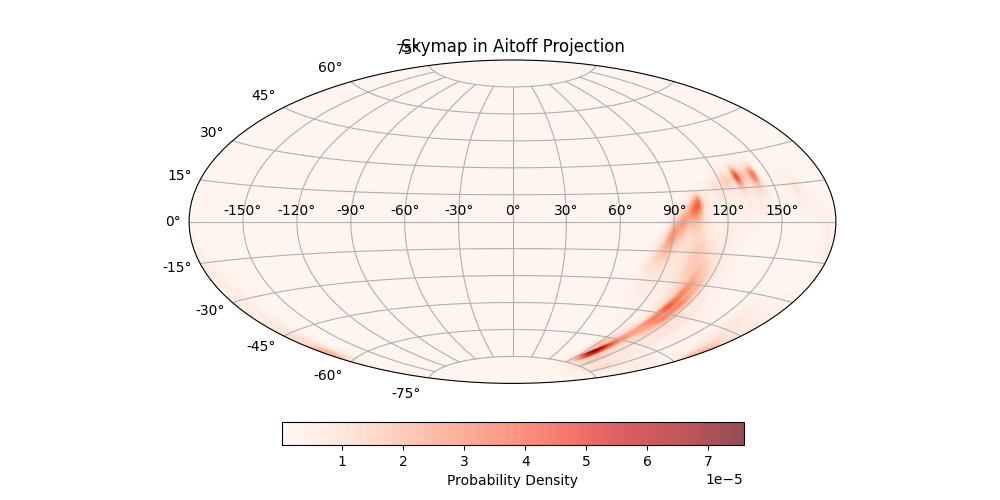 75°
Skymap in Aitoff Projection
60°
45°
30°
15°
-150° -120° -90° -60° -30° 0° 30° 60° 90° 120° 150°
0°
-15°
-30°
-45°
-60°
-75°
1 2 3 4 5 6 7
Probability Density
1e−5